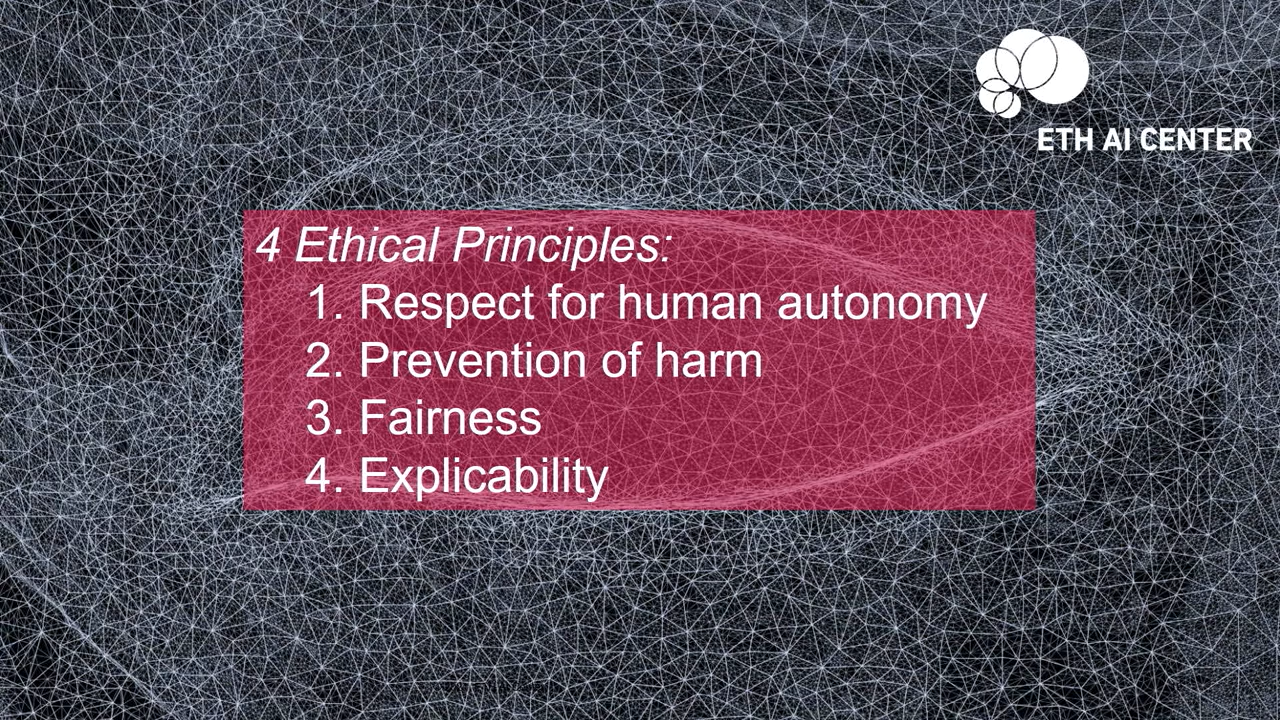 ETH AI CENTER
4 Ethical Principles:
1. Respect for human autonomy
2. Prevention of harm
3. Fairness
4. Explicability